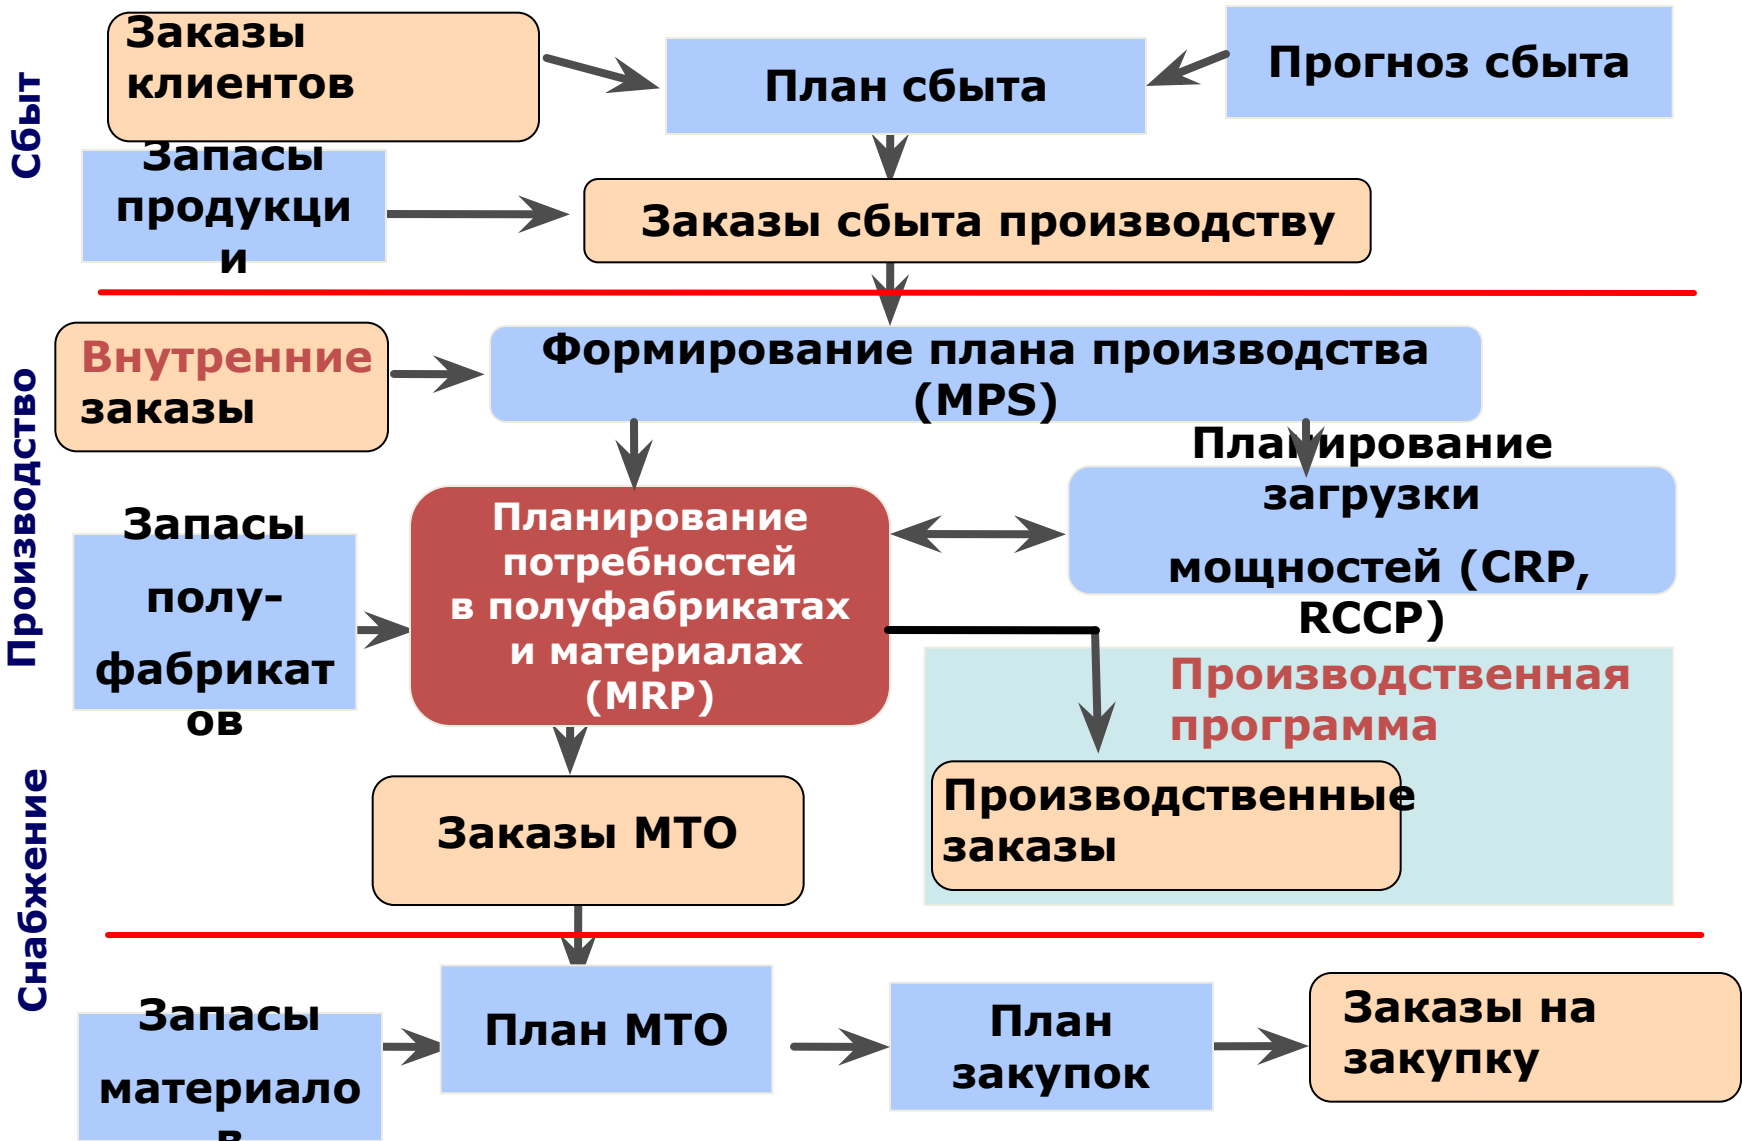 Сбыт
Заказы
клиентов
План сбыта
Прогноз сбыта
Запасы
продукци
и
Заказы сбыта производству
Производство
Внутренние
заказы
Формирование плана производства
(MPS)
Запасы
полу-
фабрикат
ов
Планирование
потребностей
в полуфабрикатах
и материалах
(MRP)
Планирование
загрузки
мощностей (CRP,
RCCP)
Производственная
программа
Производственные
заказы
Заказы МТО
Снабжение
Запасы
материало
в
План МТО
План
закупок
Заказы на
закупку